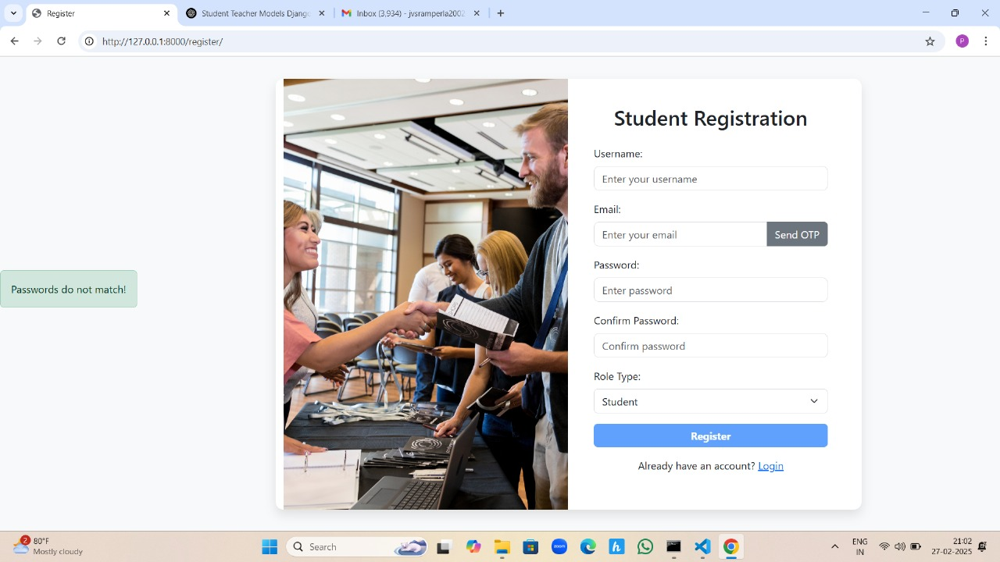 Register
Student Teacher Models Djang
Inbox (3,934) - jvsramperla2002
http://127.0.0.1:8000/register/
P
Student Registration
Username:
Enter your username
Email:
Enter your email
Send OTP
Password:
Enter password
Passwords do not match!
Confirm Password:
Confirm password
Role Type:
Student
Register
Already have an account? Login
2
80°F
Mostly cloudy
Search
zoom
ENG
IN
21:02
27-02-2025